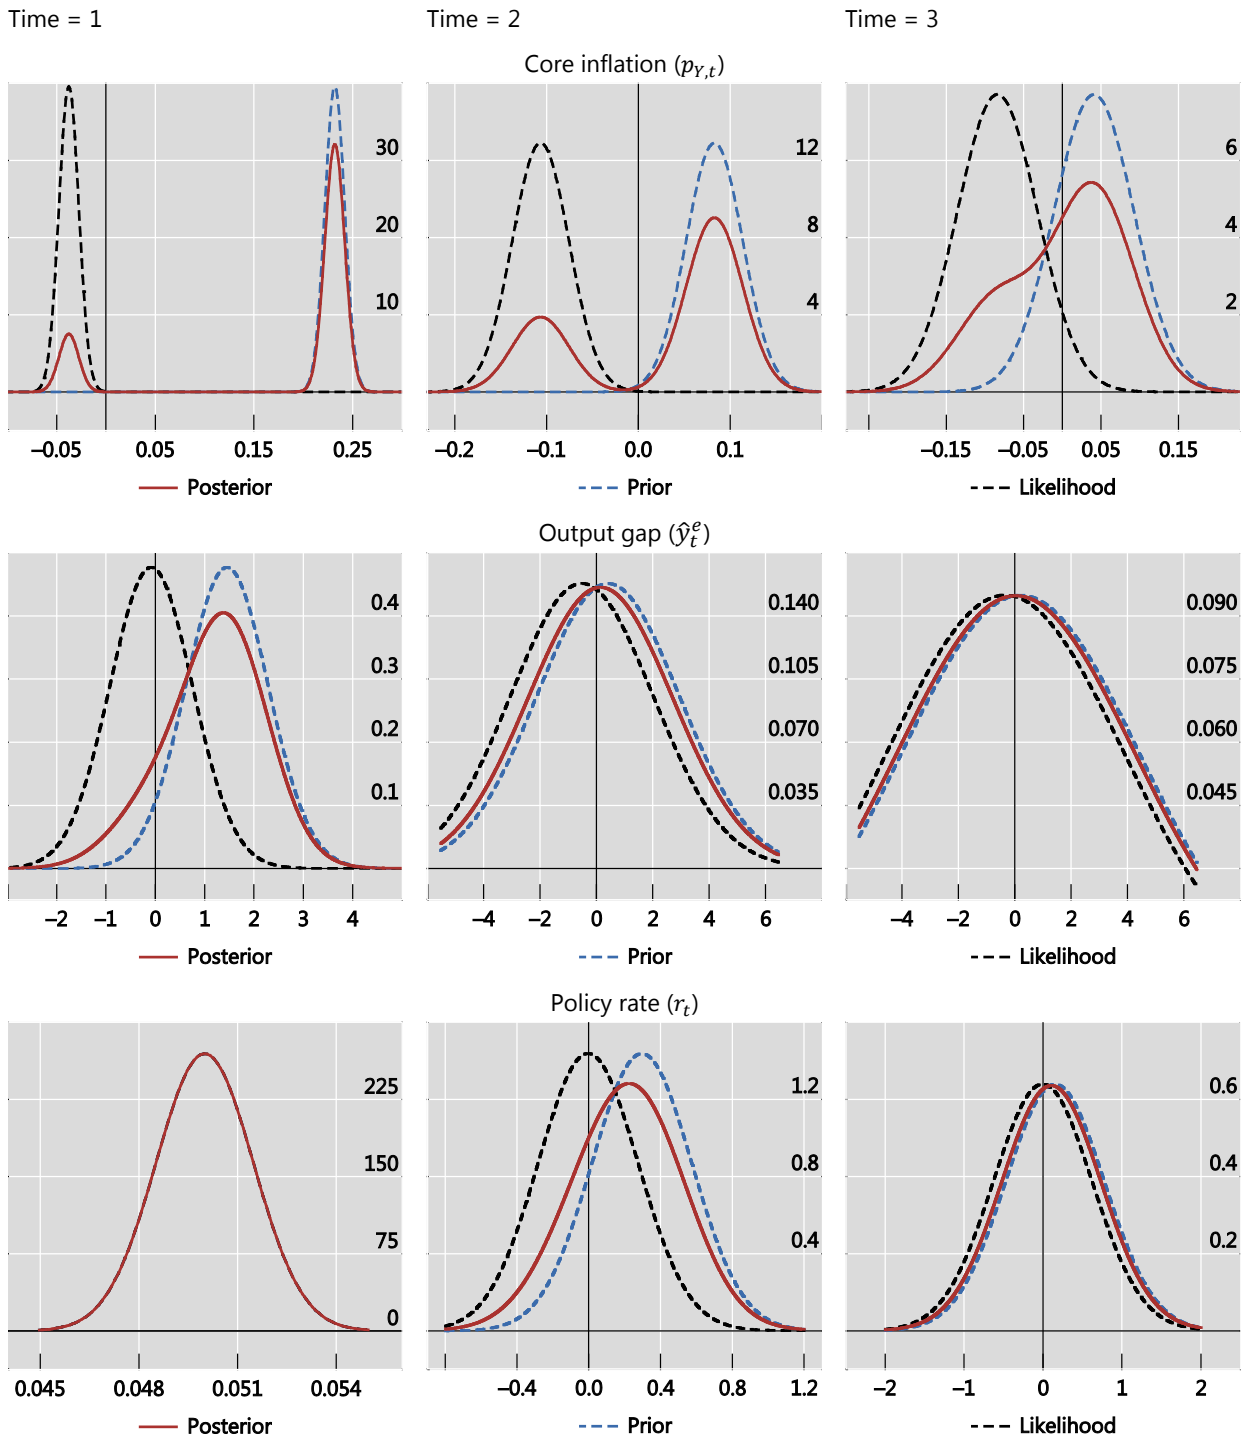 Time = 1 Time = 2 Time = 3
Core inflation (p_{Y,t})
30 12 6
20 8 4
10 4 2
–0.05 0.05 0.15 0.25 –0.2 –0.1 0.0 0.1 –0.15 –0.05 0.05 0.15
Posterior Prior Likelihood
Output gap (ŷ_t^e)
0.4 0.140 0.090
0.3 0.105 0.075
0.2 0.070 0.060
0.1 0.035 0.045
–2 –1 0 1 2 4 –4 –2 0 2 4 6 –4 –2 0 2 4 6
Posterior Prior Likelihood
Policy rate (r_t)
225 1.2 0.6
150 0.8 0.4
75 0.4 0.2
0
0.045 0.048 0.051 0.054 –0.4 0.0 0.4 0.8 1.2 –2 –1 0 1 2
Posterior Prior Likelihood